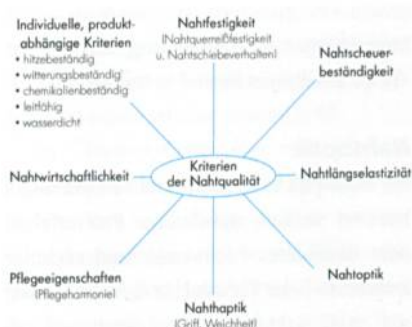 Individuelle, produkt-
abhängige Kriterien
• hitzebeständig
• witterungsbeständig
• chemikalienbeständig
• leitfähig
• wasserdicht
Nahtfestigkeit
(Nahtquerreißfestigkeit
u. Nahtschiebeverhalten)
Nahtscheuer-
beständigkeit
Nahtwirtschaftlichkeit
Kriterien
der Nahtqualität
Nahtlängselastizität
Pflegeeigenschaften
(Pflegeharmonie)
Nahthaptik
(Griff, Weichheit)
Nahtoptik